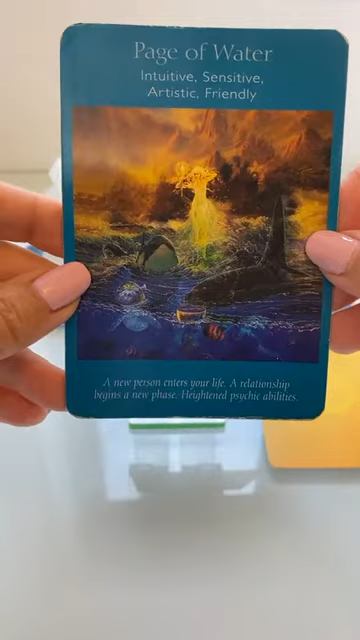 Page of Water
Intuitive, Sensitive,
Artistic, Friendly
A new person enters your life. A relationship
begins a new phase. Heightened psychic abilities.